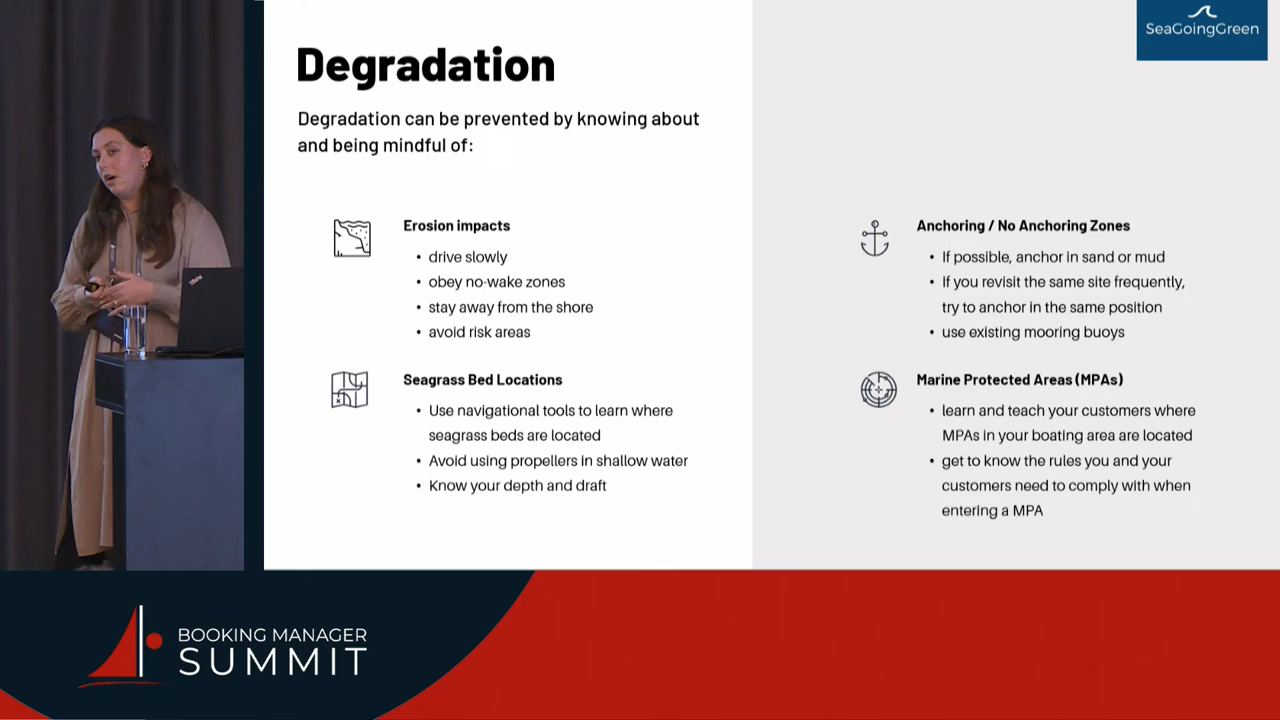 SeaGoingGreen
Degradation
Degradation can be prevented by knowing about
and being mindful of:
Erosion impacts
• drive slowly
• obey no-wake zones
• stay away from the shore
• avoid risk areas
Seagrass Bed Locations
• Use navigational tools to learn where
seagrass beds are located
• Avoid using propellers in shallow water
• Know your depth and draft
Anchoring / No Anchoring Zones
• If possible, anchor in sand or mud
• If you revisit the same site frequently,
try to anchor in the same position
• use existing mooring buoys
Marine Protected Areas (MPAs)
• learn and teach your customers where
MPAs in your boating area are located
• get to know the rules you and your
customers need to comply with when
entering a MPA
ThinkPad
BOOKING MANAGER
SUMMIT